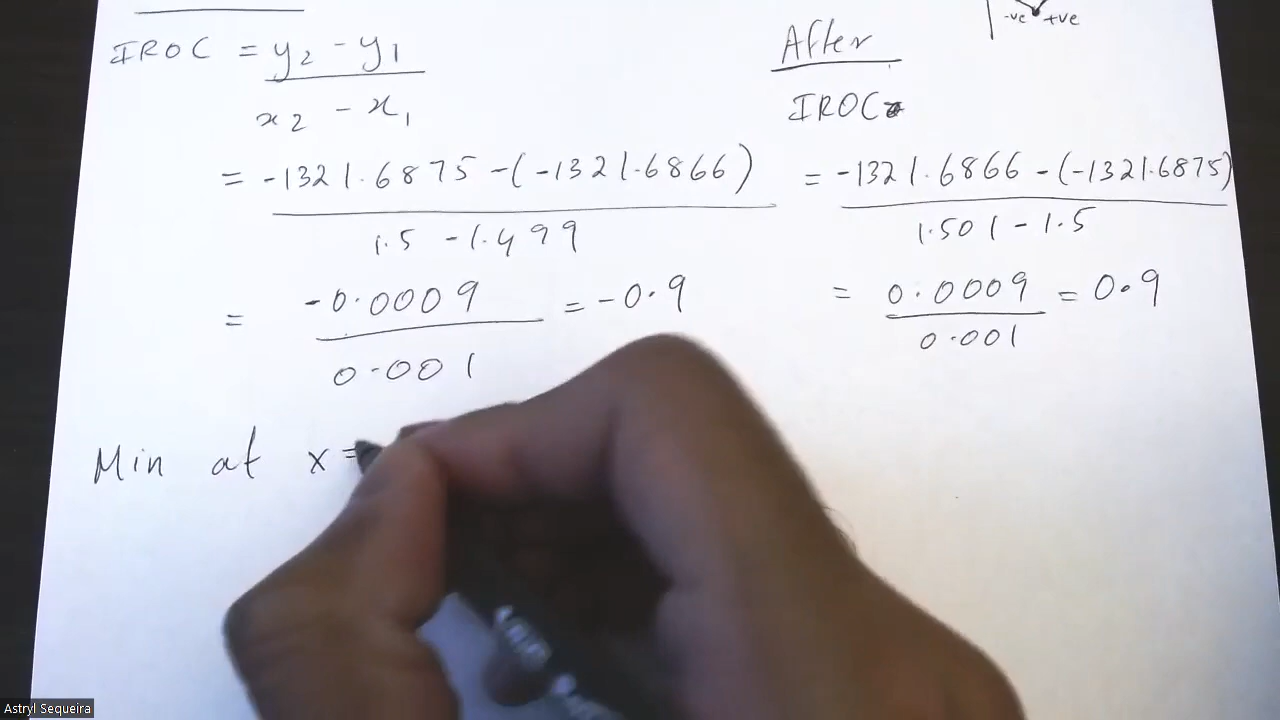 -ve +ve
IROC = y₂ - y₁
x₂ - x₁
= -1321.6875 -(-1321.6866)
1.5 - 1.499
= -0.0009 = -0.9
0.001
Min at x =
After
IROC
= -1321.6866 - (-1321.6875)
1.501 - 1.5
= 0.0009 = 0.9
0.001
Astryl Sequeira